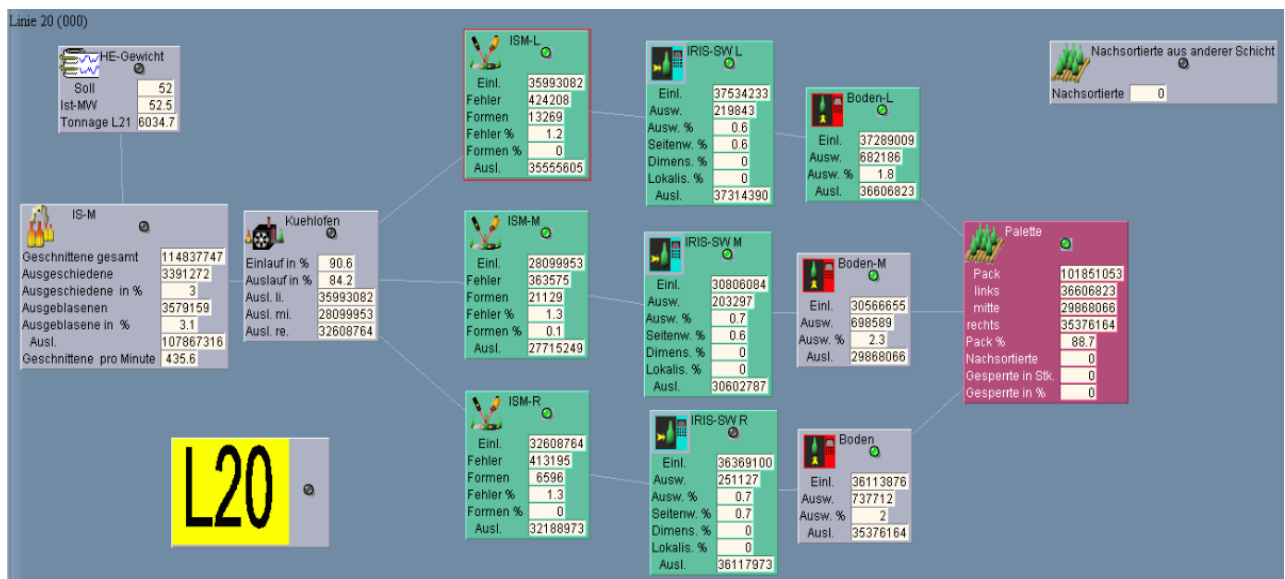 Linie 20 (000)
HE-Gewicht
Soll 52
Ist-MW 52.5
Tonnage L21 6034.7
IS-M
Geschnittene gesamt 114837747
Ausgeschiedene 3391272
Ausgeschiedene in % 3
Ausgeblasenen 3579159
Ausgeblasene in % 3.1
Ausl. 107867316
Geschnittene pro Minute 435.6
Kuehlofen
Einlauf in % 90.6
Auslauf in % 84.2
Ausl. li. 35993082
Ausl. mi. 28099953
Ausl. re. 32608764
L20
ISM-L
Einl. 35993082
Fehler 424208
Formen 13269
Fehler % 1.2
Formen % 0
Ausl. 35555605
ISM-M
Einl. 28099953
Fehler 363575
Formen 21129
Fehler % 1.3
Formen % 0.1
Ausl. 27715249
ISM-R
Einl. 32608764
Fehler 413195
Formen 6596
Fehler % 1.3
Formen % 0
Ausl. 32188973
IRIS-SW L
Einl. 37534233
Ausw. 219843
Ausw. % 0.6
Seitenw. % 0.6
Dimens. % 0
Lokalis. % 0
Ausl. 37314390
IRIS-SW M
Einl. 30806084
Ausw. 203297
Ausw. % 0.7
Seitenw. % 0.6
Dimens. % 0
Lokalis. % 0
Ausl. 30602787
IRIS-SW R
Einl. 36369100
Ausw. 251127
Ausw. % 0.7
Seitenw. % 0.7
Dimens. % 0
Lokalis. % 0
Ausl. 36117973
Boden-L
Einl. 37289009
Ausw. 682186
Ausw. % 1.8
Ausl. 36606823
Boden-M
Einl. 30566655
Ausw. 698589
Ausw. % 2.3
Ausl. 29868066
Boden
Einl. 36113876
Ausw. 737712
Ausw. % 2
Ausl. 35376164
Nachsortierte aus anderer Schicht
Nachsortierte 0
Palette
Pack 101851053
links 36606823
mitte 29868066
rechts 35376164
Pack % 88.7
Nachsortierte 0
Gesperrte in Stk. 0
Gesperrte in % 0